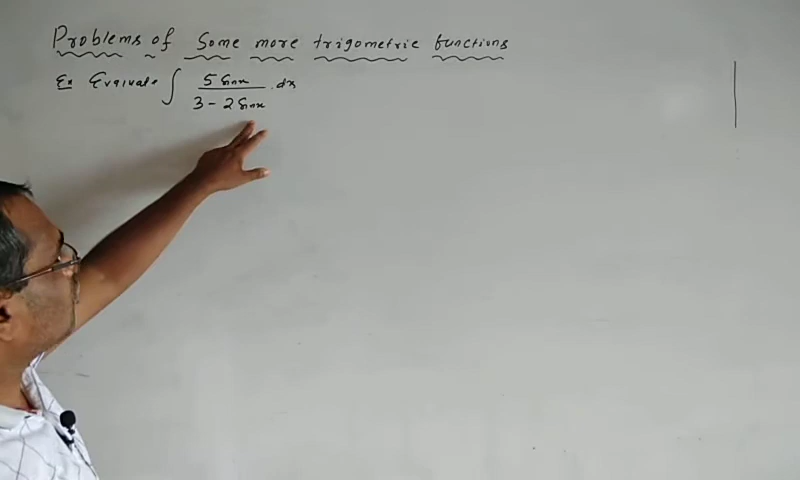 Problems of Some more trigometric functions
Ex Evaluate ∫ 5 sinx / 3 - 2 sinx . dx